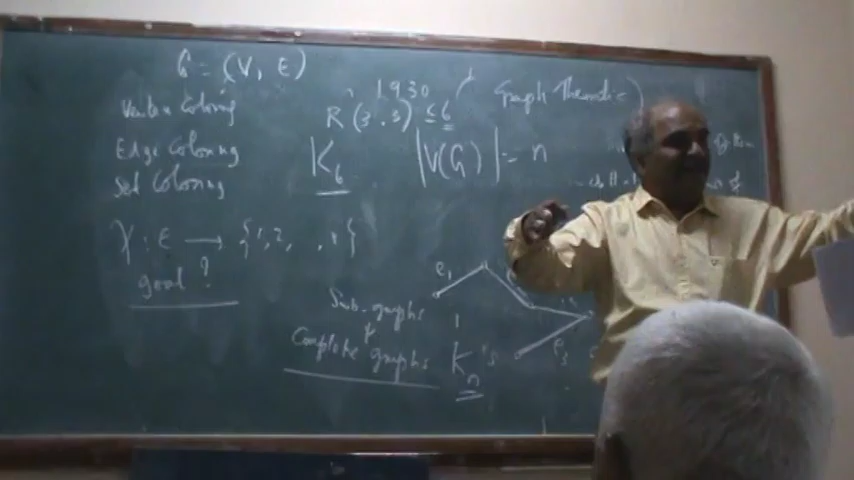 G = (V, E)
Vertex Coloring
Edge Coloring
Set Coloring
γ : E → {1, 2, , r}
goal ?
1930
R (3, 3) ≤ 6
K6
(Graph Theoretic)
|V(G)| = n
e1
Sub-graphs
Complete graphs Kn's